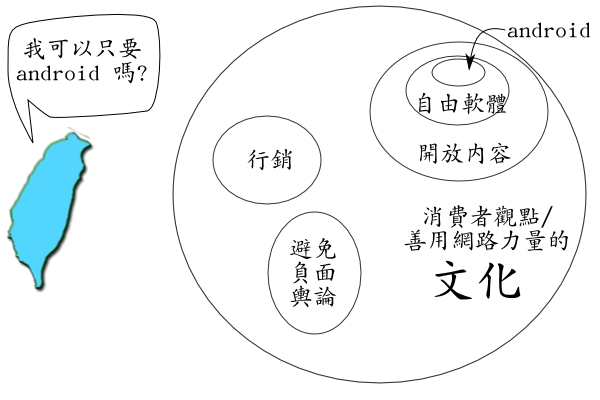 我可以只要
android 嗎?
android
自由軟體
開放內容
行銷
消費者觀點/
善用網路力量的
文化
避免
負面
輿論